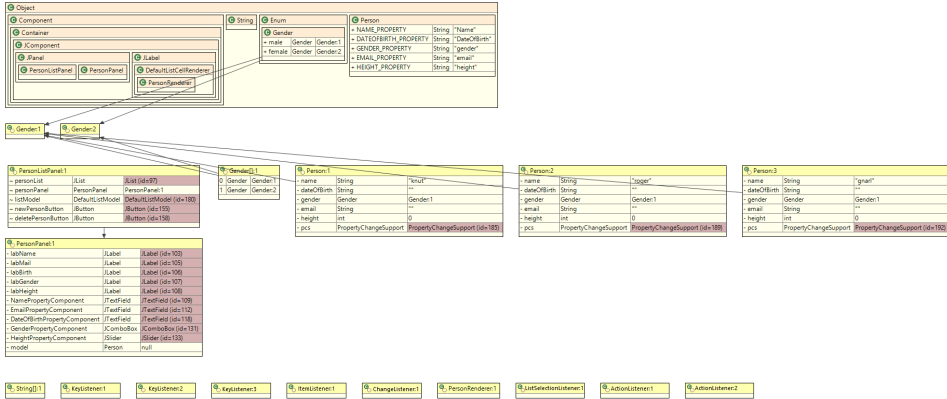 Object
Component
Container
JComponent
JPanel
PersonListPanel
PersonPanel
JLabel
DefaultListCellRenderer
PersonRenderer
String
Enum
Gender
+ male Gender Gender:1
+ female Gender Gender:2
Person
+ NAME_PROPERTY String "Name"
+ DATEOFBIRTH_PROPERTY String "DateOfBirth"
+ GENDER_PROPERTY String "gender"
+ EMAIL_PROPERTY String "email"
+ HEIGHT_PROPERTY String "height"
Gender:1
Gender:2
PersonListPanel:1
~ personList JList JList (id=97)
~ personPanel PersonPanel PersonPanel:1
~ listModel DefaultListModel DefaultListModel (id=180)
~ newPersonButton JButton JButton (id=155)
~ deletePersonButton JButton JButton (id=158)
Gender[]:1
0 Gender Gender:1
1 Gender Gender:2
Person:1
- name String "knut"
- dateOfBirth String ""
- gender Gender Gender:1
- email String ""
- height int 0
- pcs PropertyChangeSupport PropertyChangeSupport (id=185)
Person:2
- name String "roger"
- dateOfBirth String ""
- gender Gender Gender:1
- email String ""
- height int 0
- pcs PropertyChangeSupport PropertyChangeSupport (id=189)
Person:3
- name String "gnarl"
- dateOfBirth String ""
- gender Gender Gender:1
- email String ""
- height int 0
- pcs PropertyChangeSupport PropertyChangeSupport (id=192)
PersonPanel:1
- labName JLabel JLabel (id=103)
- labMail JLabel JLabel (id=105)
- labBirth JLabel JLabel (id=106)
- labGender JLabel JLabel (id=107)
- labHeight JLabel JLabel (id=108)
- NamePropertyComponent JTextField JTextField (id=109)
- EmailPropertyComponent JTextField JTextField (id=112)
- DateOfBirthPropertyComponent JTextField JTextField (id=118)
- GenderPropertyComponent JComboBox JComboBox (id=131)
- HeightPropertyComponent JSlider JSlider (id=133)
- model Person null
String[]:1
KeyListener:1
KeyListener:2
KeyListener:3
ItemListener:1
ChangeListener:1
PersonRenderer:1
ListSelectionListener:1
ActionListener:1
ActionListener:2